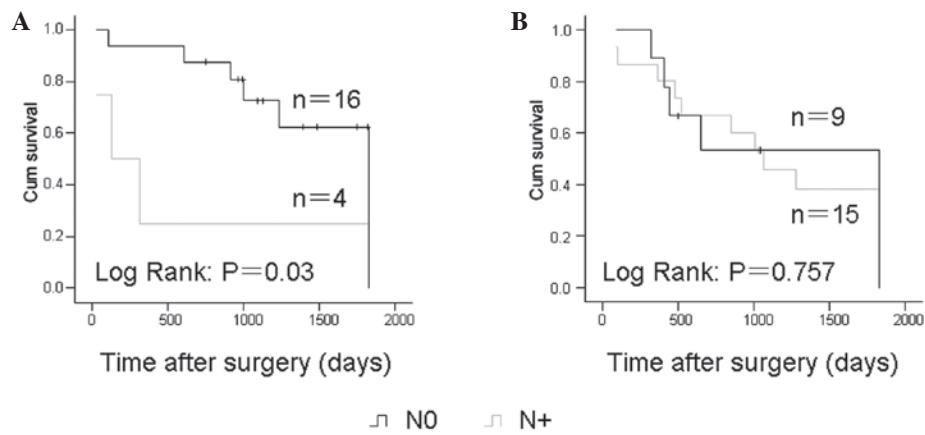 A
Cum survival
1.0
0.8
0.6
0.4
0.2
0.0
n=16
n=4
Log Rank: P=0.03
0 500 1000 1500 2000
Time after surgery (days)
B
Cum survival
1.0
0.8
0.6
0.4
0.2
0.0
n=9
n=15
Log Rank: P=0.757
0 500 1000 1500 2000
Time after surgery (days)
N0 N+